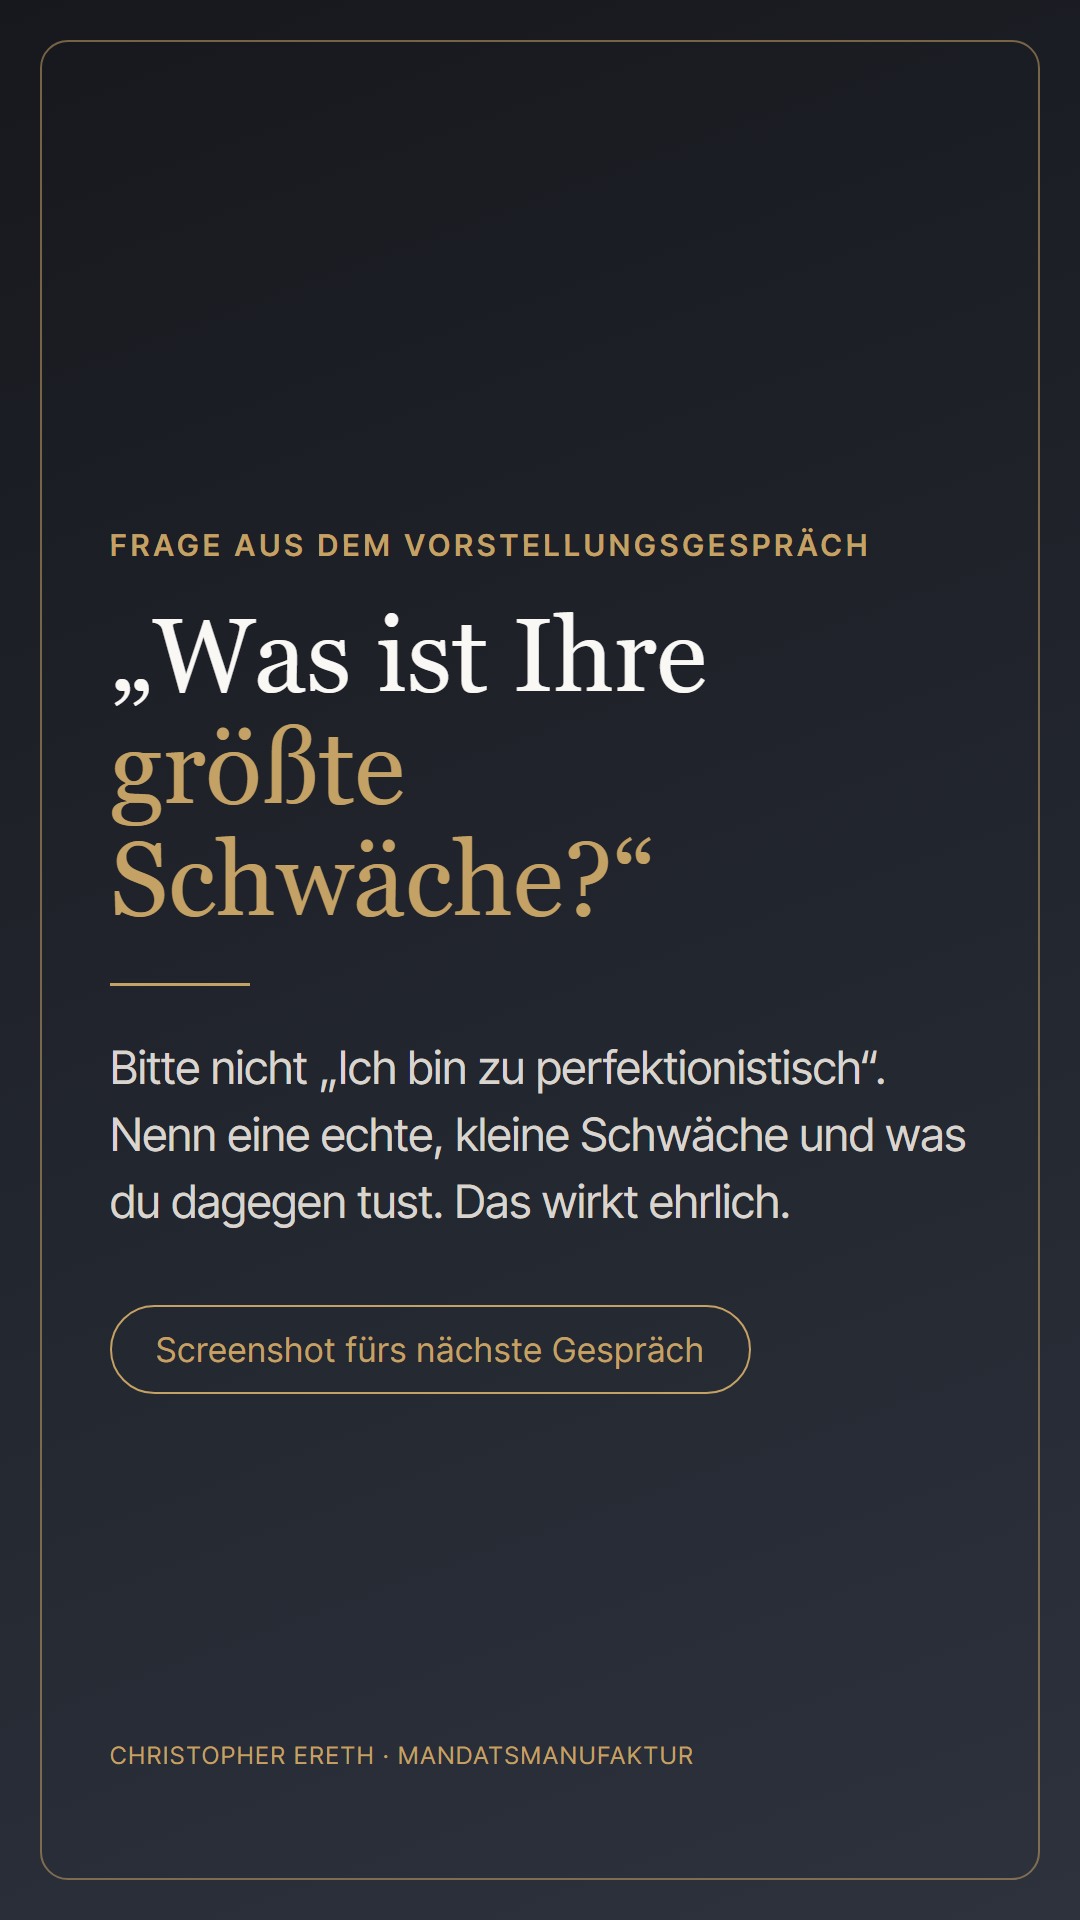 FRAGE AUS DEM VORSTELLUNGSGESPRÄCH
„Was ist Ihre
größte
Schwäche?“
Bitte nicht „Ich bin zu perfektionistisch“.
Nenn eine echte, kleine Schwäche und was
du dagegen tust. Das wirkt ehrlich.
Screenshot fürs nächste Gespräch
CHRISTOPHER ERETH · MANDATSMANUFAKTUR